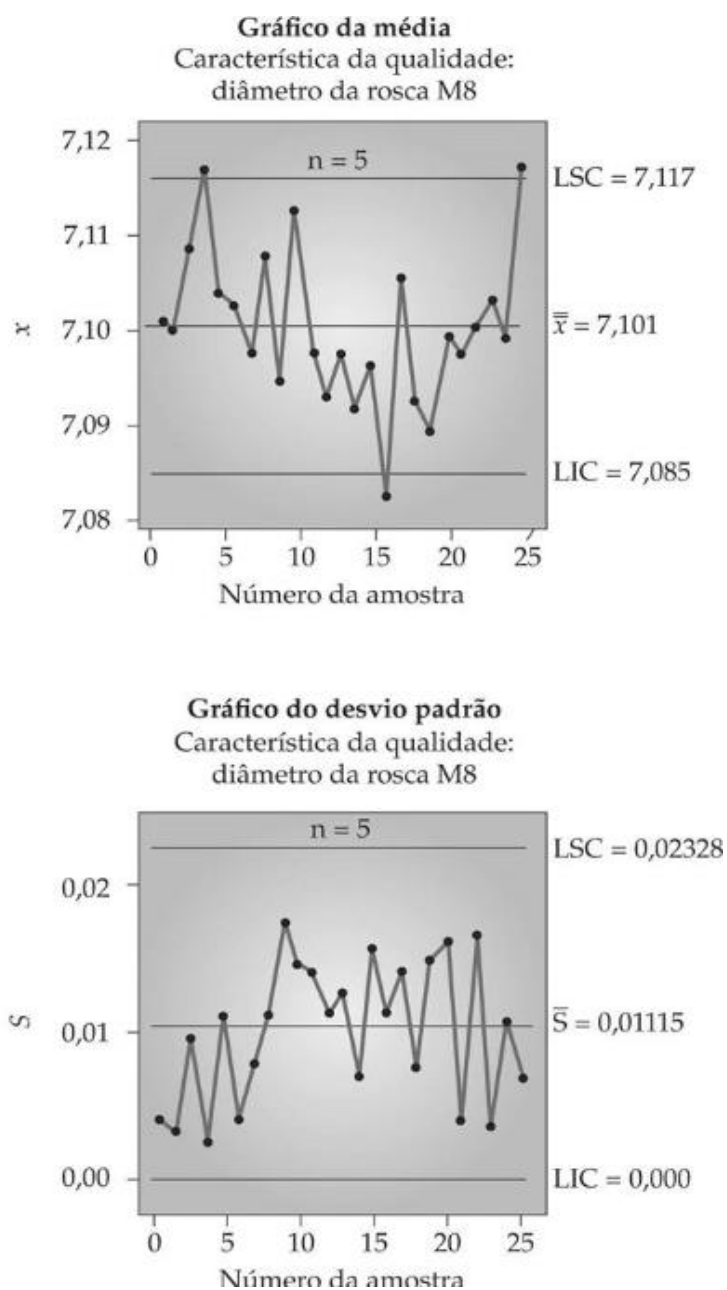 Gráfico da média
Característica da qualidade:
diâmetro da rosca M8
7,12
7,11
7,10
7,09
7,08
x
n = 5
LSC = 7,117
x̿ = 7,101
LIC = 7,085
0 5 10 15 20 25
Número da amostra
Gráfico do desvio padrão
Característica da qualidade:
diâmetro da rosca M8
0,02
0,01
0,00
S
n = 5
LSC = 0,02328
S̅ = 0,01115
LIC = 0,000
0 5 10 15 20 25
Número da amostra